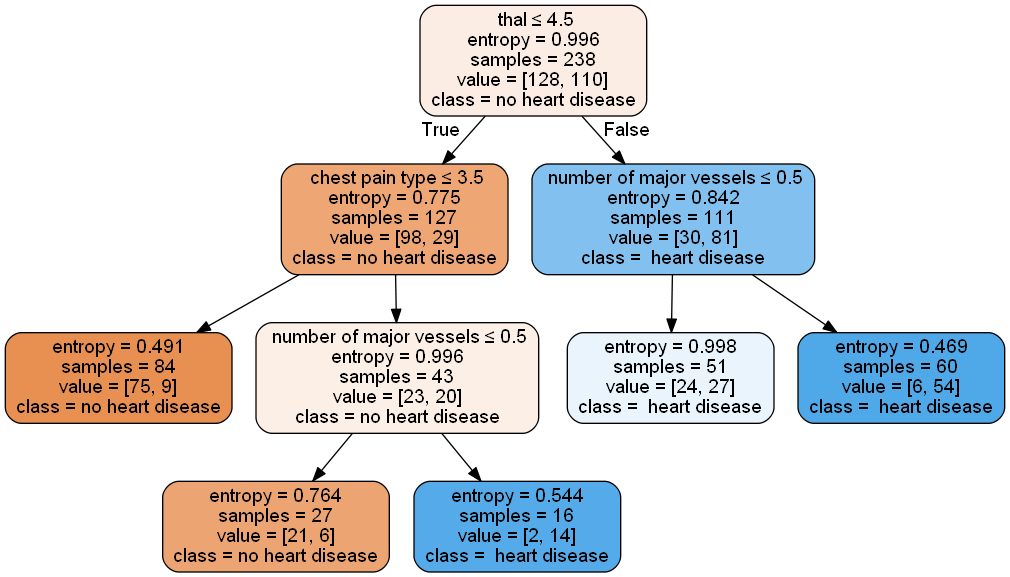 thal ≤ 4.5
entropy = 0.996
samples = 238
value = [128, 110]
class = no heart disease
True
False
chest pain type ≤ 3.5
entropy = 0.775
samples = 127
value = [98, 29]
class = no heart disease
number of major vessels ≤ 0.5
entropy = 0.842
samples = 111
value = [30, 81]
class =  heart disease
entropy = 0.491
samples = 84
value = [75, 9]
class = no heart disease
number of major vessels ≤ 0.5
entropy = 0.996
samples = 43
value = [23, 20]
class = no heart disease
entropy = 0.998
samples = 51
value = [24, 27]
class =  heart disease
entropy = 0.469
samples = 60
value = [6, 54]
class =  heart disease
entropy = 0.764
samples = 27
value = [21, 6]
class = no heart disease
entropy = 0.544
samples = 16
value = [2, 14]
class =  heart disease